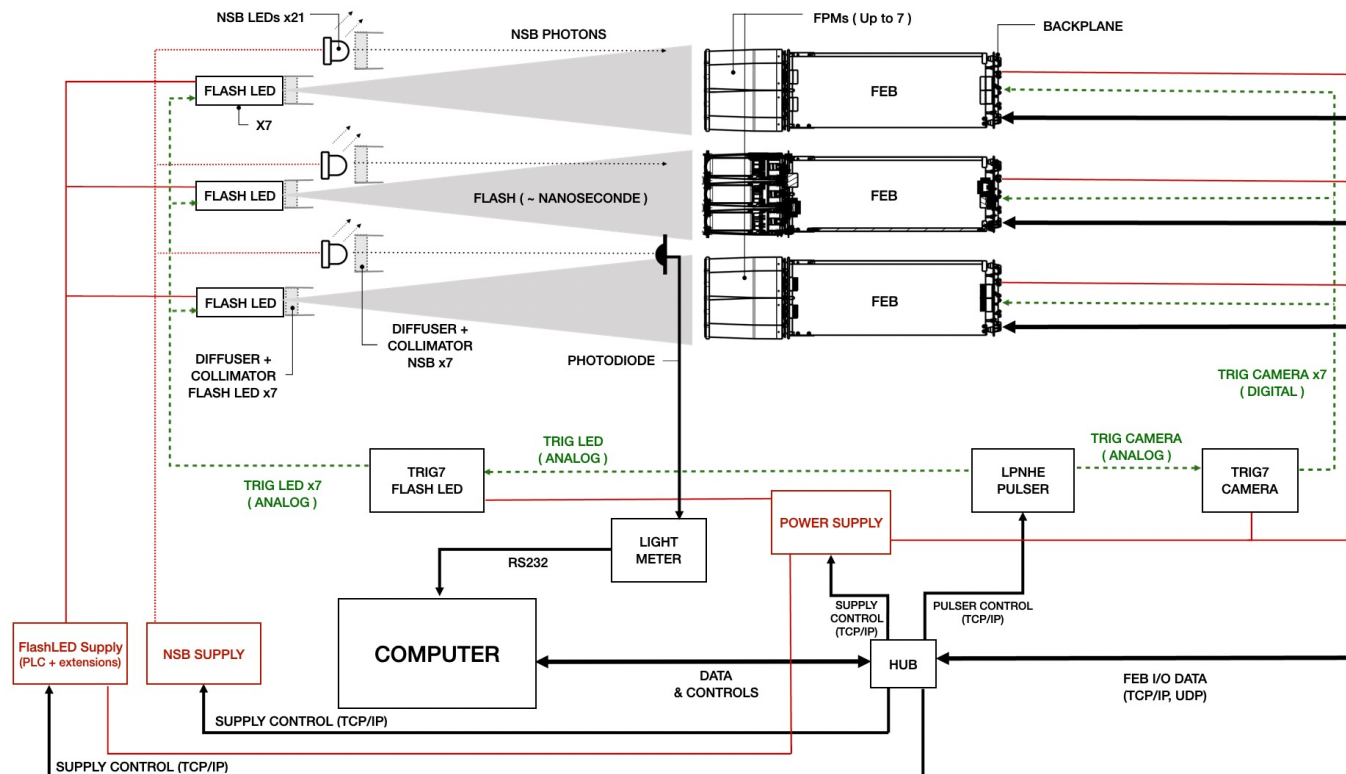 NSB LEDs x21
FPMs ( Up to 7 )
BACKPLANE
NSB PHOTONS
FLASH LED
X7
FEB
FLASH LED
FLASH ( ~ NANOSECONDE )
FEB
FLASH LED
FEB
DIFFUSER +
COLLIMATOR
NSB x7
DIFFUSER +
COLLIMATOR
FLASH LED x7
PHOTODIODE
TRIG CAMERA x7
( DIGITAL )
TRIG LED
( ANALOG )
TRIG CAMERA
( ANALOG )
TRIG LED x7
( ANALOG )
TRIG7
FLASH LED
LPNHE
PULSER
TRIG7
CAMERA
POWER SUPPLY
LIGHT
METER
RS232
SUPPLY
CONTROL
(TCP/IP)
PULSER CONTROL
(TCP/IP)
FlashLED Supply
(PLC + extensions)
NSB SUPPLY
COMPUTER
HUB
DATA
& CONTROLS
FEB I/O DATA
(TCP/IP, UDP)
SUPPLY CONTROL (TCP/IP)
SUPPLY CONTROL (TCP/IP)